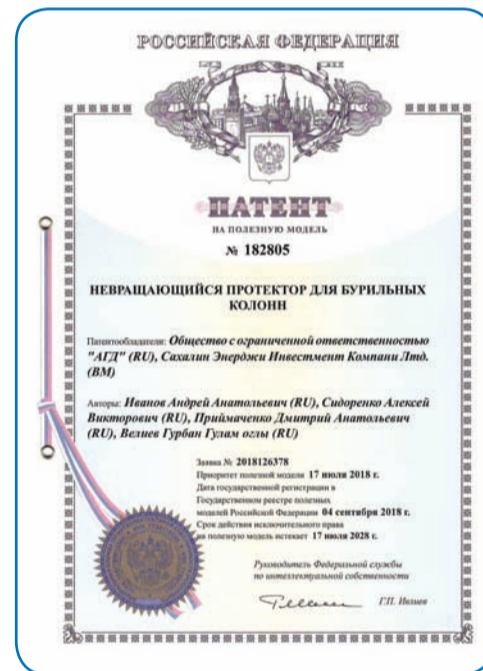 РОССИЙСКАЯ ФЕДЕРАЦИЯ
ПАТЕНТ
НА ПОЛЕЗНУЮ МОДЕЛЬ
№ 182805
НЕВРАЩАЮЩИЙСЯ ПРОТЕКТОР ДЛЯ БУРИЛЬНЫХ
КОЛОНН
Патентообладатели: Общество с ограниченной ответственностью
"АГД" (RU), Сахалин Энерджи Инвестмент Компани Лтд.
(BM)
Авторы: Иванов Андрей Анатольевич (RU), Сидоренко Алексей
Викторович (RU), Приймаченко Дмитрий Анатольевич
(RU), Велиев Гурбан Гулам оглы (RU)
Заявка № 2018126378
Приоритет полезной модели 17 июля 2018 г.
Дата государственной регистрации в
Государственном реестре полезных
моделей Российской Федерации 04 сентября 2018 г.
Срок действия исключительного права
на полезную модель истекает 17 июля 2028 г.
Руководитель Федеральной службы
по интеллектуальной собственности
Г.П. Ивлиев